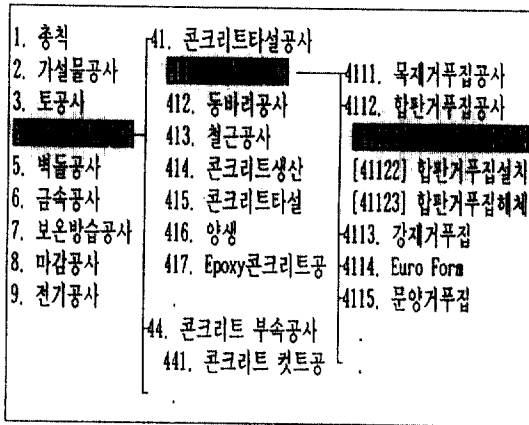 1. 총칙
2. 가설물공사
3. 토공사
5. 벽돌공사
6. 금속공사
7. 보온방습공사
8. 마감공사
9. 전기공사
41. 콘크리트타설공사
412. 동바리공사
413. 철근공사
414. 콘크리트생산
415. 콘크리트타설
416. 양생
417. Epoxy콘크리트공
.
44. 콘크리트 부속공사
441. 콘크리트 컷트공
.
4111. 목재거푸집공사
4112. 합판거푸집공사
[41122] 합판거푸집설치
[41123] 합판거푸집해체
4113. 강재거푸집
4114. Euro Form
4115. 문양거푸집
.
.